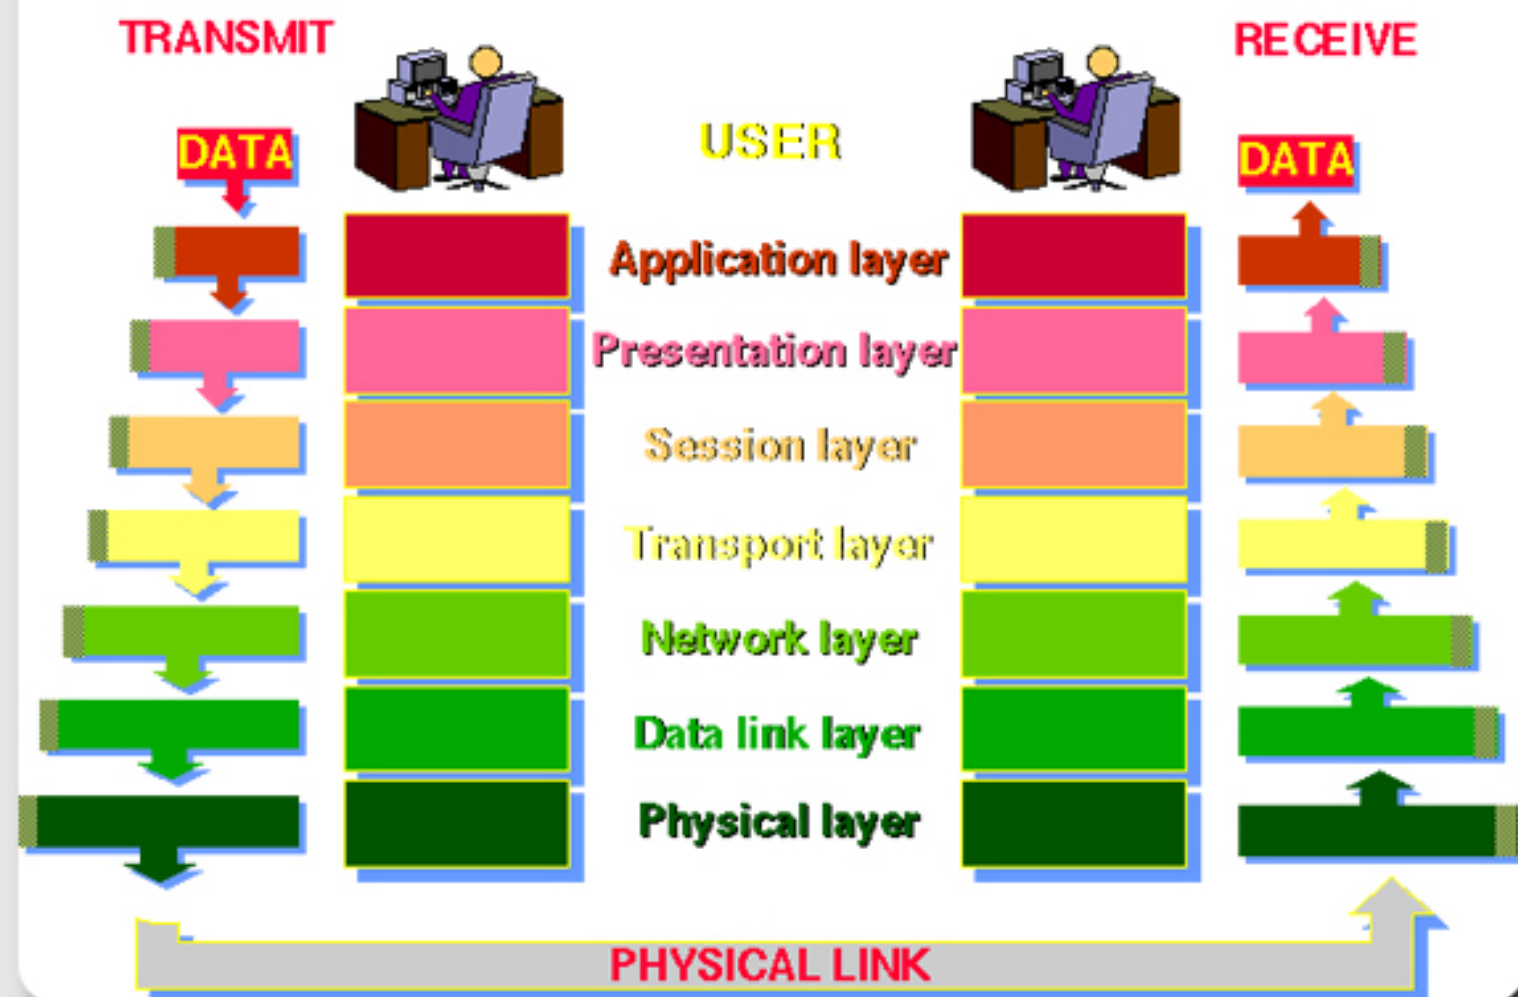 TRANSMIT
RECEIVE
USER
DATA
DATA
Application layer
Presentation layer
Session layer
Transport layer
Network layer
Data link layer
Physical layer
PHYSICAL LINK